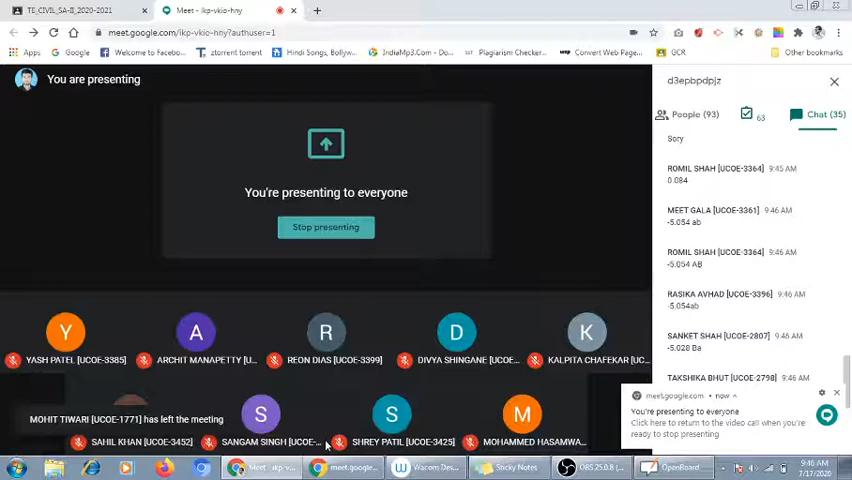 TE_CIVIL_SA-II_2020-2021
Meet - ikp-vkio-hny
meet.google.com/ikp-vkio-hny?authuser=1
Apps
Google
Welcome to Facebo...
ztorrent torrent
Hindi Songs, Bollyw...
IndiaMp3.Com - Do...
Plagiarism Checker...
Convert Web Page...
GCR
Other bookmarks
You are presenting
You're presenting to everyone
Stop presenting
d3epbpdpjz
People (93)
63
Chat (35)
Sory
ROMIL SHAH [UCOE-3364] 9:45 AM
0.084
MEET GALA [UCOE-3361] 9:46 AM
-5.054 ab
ROMIL SHAH [UCOE-3364] 9:46 AM
-5.054 AB
RASIKA AVHAD [UCOE-3396] 9:46 AM
-5.054ab
SANKET SHAH [UCOE-2807] 9:46 AM
-5.028 Ba
TAKSHIKA BHUT [UCOE-2798] 9:46 AM
Y
A
R
D
K
YASH PATEL [UCOE-3385]
ARCHIT MANAPETTY [U...
REON DIAS [UCOE-3399]
DIVYA SHINGANE [UCOE...
KALPITA CHAFEKAR [UC...
MOHIT TIWARI [UCOE-1771] has left the meeting
S
S
M
SAHIL KHAN [UCOE-3452]
SANGAM SINGH [UCOE-...
SHREY PATIL [UCOE-3425]
MOHAMMED HASAMWA...
meet.google.com • now
You're presenting to everyone
Click here to return to the video call when you're
ready to stop presenting
Meet - ikp-v...
meet.google...
Wacom Des...
Sticky Notes
OBS 25.0.8 (...
OpenBoard
9:46 AM
7/17/2020